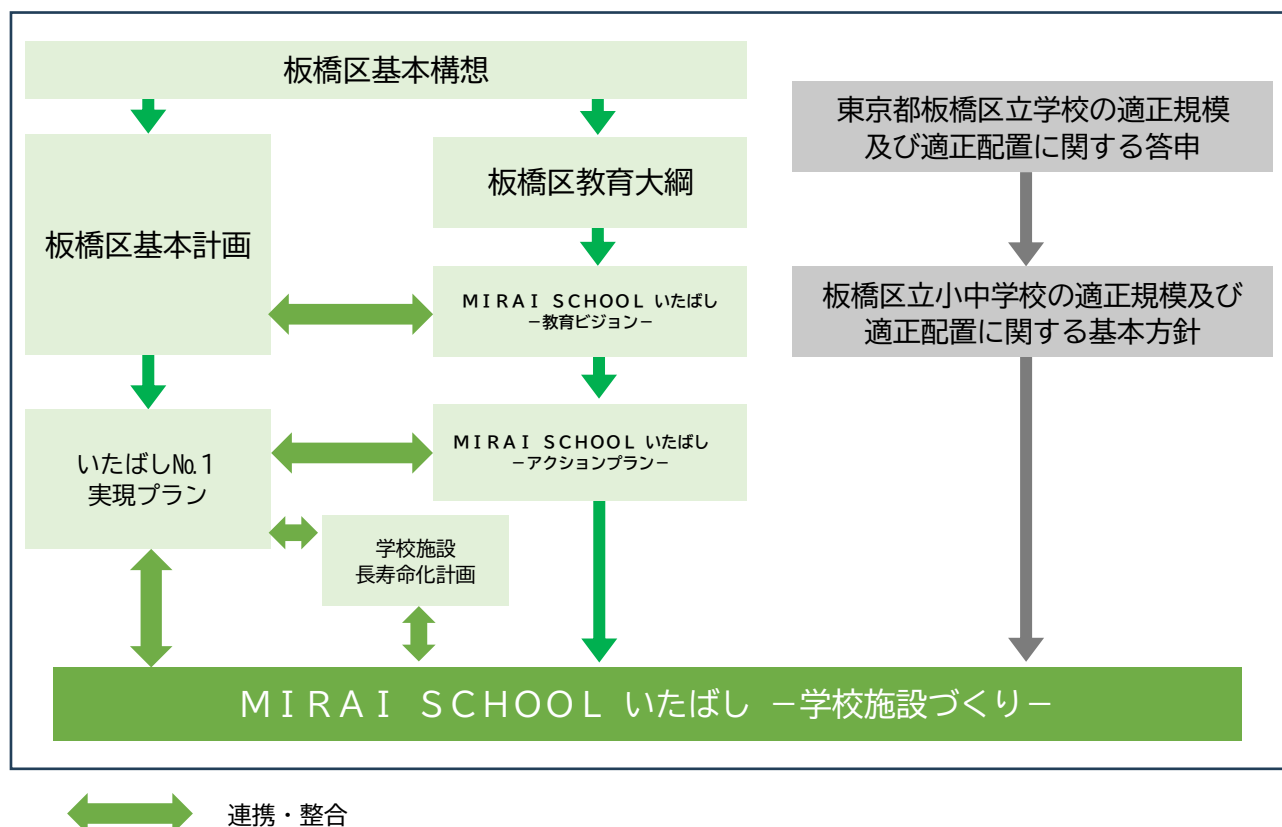 板橋区基本構想
東京都板橋区立学校の適正規模
及び適正配置に関する答申
板橋区教育大綱
板橋区基本計画
ＭＩＲＡＩ ＳＣＨＯＯＬ いたばし
－教育ビジョン－
板橋区立小中学校の適正規模及び
適正配置に関する基本方針
いたばし№1
実現プラン
ＭＩＲＡＩ ＳＣＨＯＯＬ いたばし
－アクションプラン－
学校施設
長寿命化計画
ＭＩＲＡＩ ＳＣＨＯＯＬ いたばし －学校施設づくり－
連携・整合